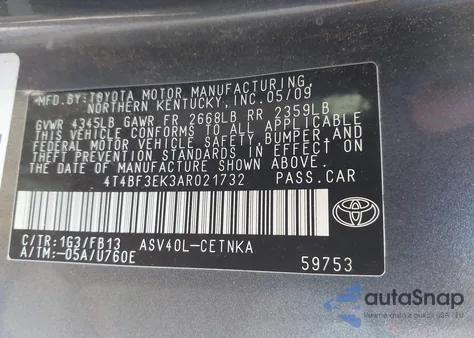 MFD.BY:TOYOTA MOTOR MANUFACTURING,
NORTHERN KENTUCKY,INC.05/09
GVWR 4345LB GAWR FR 2668LB RR 2359LB
THIS VEHICLE CONFORMS TO ALL APPLICABLE
FEDERAL MOTOR VEHICLE SAFETY,BUMPER,AND
THEFT PREVENTION STANDARDS IN EFFECT ON
THE DATE OF MANUFACTURE SHOWN ABOVE.
4T4BF3EK3AR021732 PASS.CAR
C/TR:1G3/FB13 ASV40L-CETNKA
A/TM:-05A/U760E
TOYOTA
59753
autoSnap